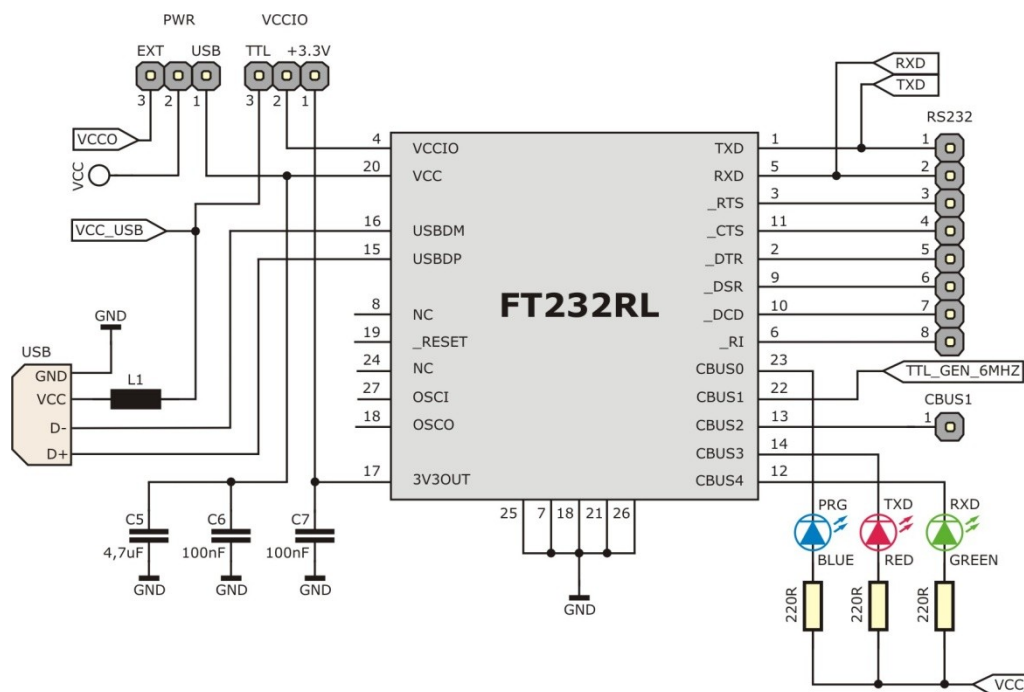 PWR VCCIO
EXT USB TTL +3.3V
3 2 1 3 2 1
RXD
TXD
RS232
VCCO
VCC
VCC_USB
4 VCCIO TXD 1 1
20 VCC RXD 5 2
_RTS 3 3
16 USBDM _CTS 11 4
15 USBDP _DTR 2 5
_DSR 9 6
FT232RL
8 NC _DCD 10 7
19 _RESET _RI 6 8
24 NC CBUS0 23
TTL_GEN_6MHZ
27 OSCI CBUS1 22
CBUS1
18 OSCO CBUS2 13 1
CBUS3 14
17 3V3OUT CBUS4 12
GND
USB
GND
VCC L1
D-
D+
25 7 18 21 26
GND
C5 C6 C7
4,7uF 100nF 100nF
GND GND GND
PRG TXD RXD
BLUE RED GREEN
220R 220R 220R
VCC